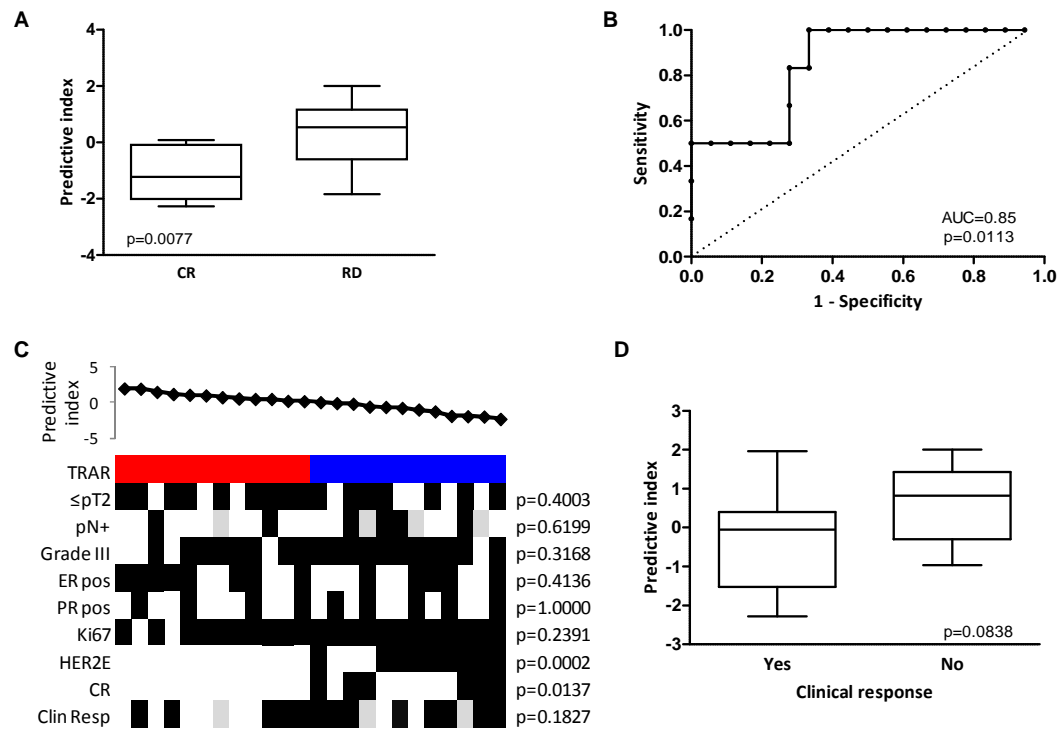 A
Predictive index
4
2
0
-2
-4
p=0.0077
CR
RD
B
Sensitivity
1.0
0.8
0.6
0.4
0.2
0.0
AUC=0.85
p=0.0113
0.0 0.2 0.4 0.6 0.8 1.0
1 - Specificity
C
Predictive
index
5
0
-5
TRAR
≤pT2 p=0.4003
pN+ p=0.6199
Grade III p=0.3168
ER pos p=0.4136
PR pos p=1.0000
Ki67 p=0.2391
HER2E p=0.0002
CR p=0.0137
Clin Resp p=0.1827
D
Predictive index
3
2
1
0
-1
-2
-3
p=0.0838
Yes
No
Clinical response